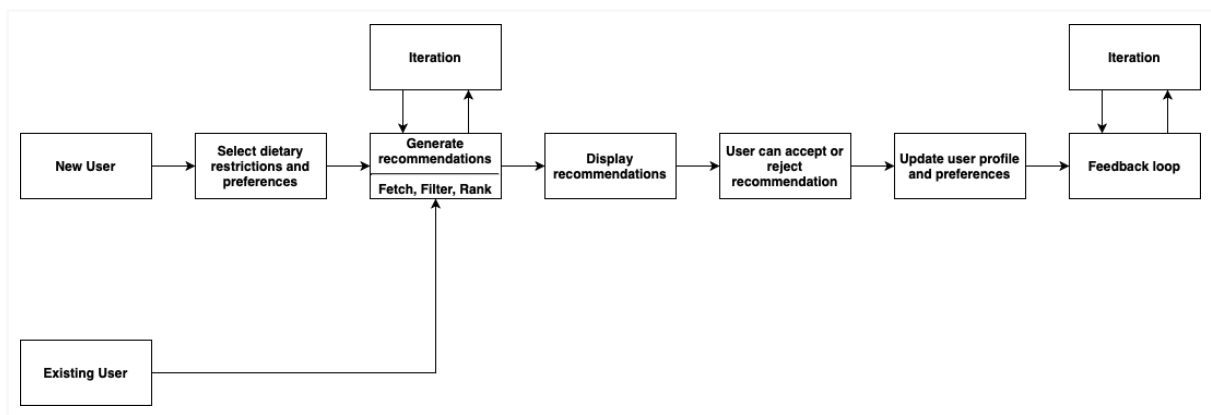 Iteration
Iteration
New User
Select dietary
restrictions and
preferences
Generate
recommendations
Fetch, Filter, Rank
Display
recommendations
User can accept or
reject
recommendation
Update user profile
and preferences
Feedback loop
Existing User